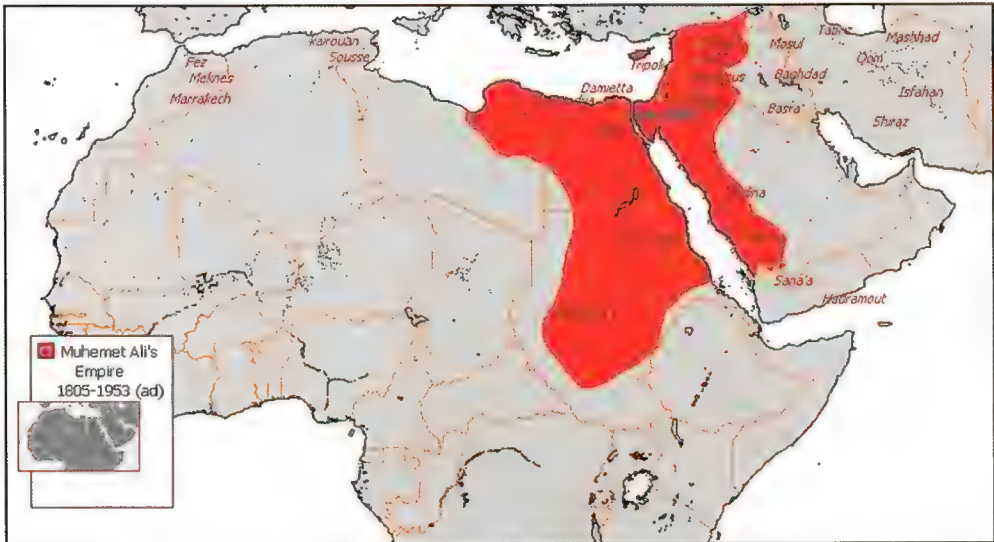 Kairouan
Sousse
Fez
Meknes
Marrakech
Tripoli
Damietta
Mosul
Mashhad
Qom
Baghdad
Isfahan
Basra
Shiraz
Sana'a
Hadramout
Muhemet Ali's
Empire
1805-1953 (ad)